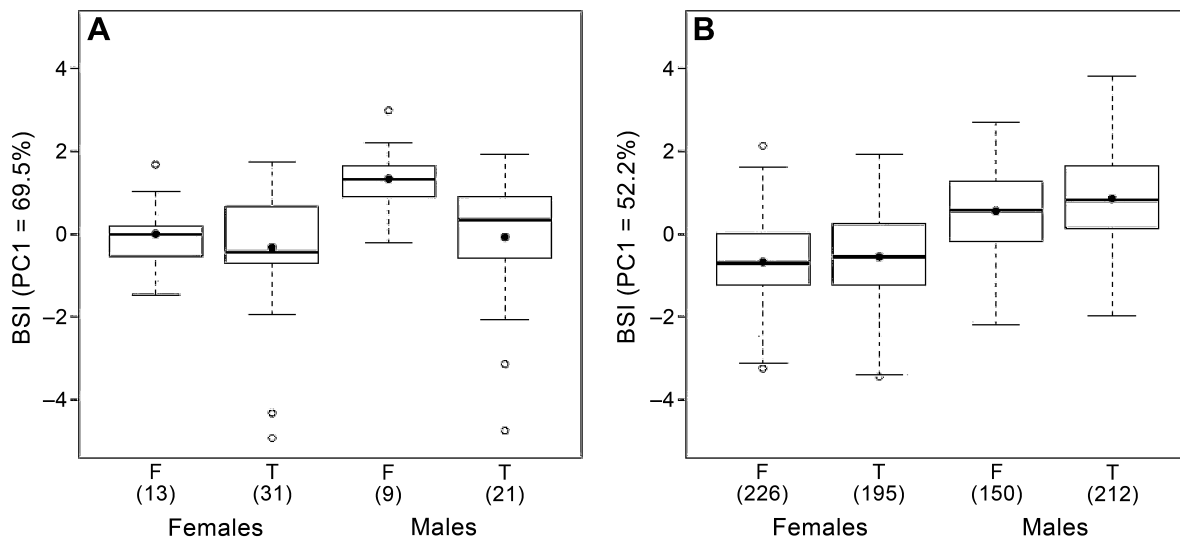 A
BSI (PC1 = 69.5%)
4
2
0
–2
–4
F T F T
(13) (31) (9) (21)
Females Males
B
BSI (PC1 = 52.2%)
4
2
0
–2
–4
F T F T
(226) (195) (150) (212)
Females Males